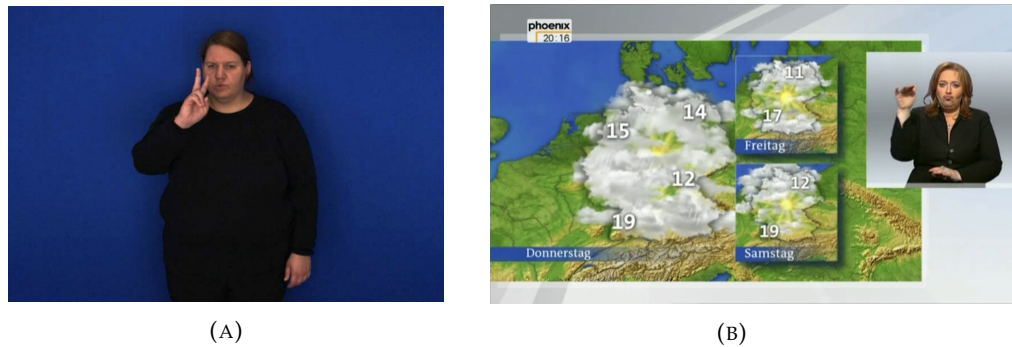 phoenix
20:16
11
14
15
17
Freitag
12
12
19
19
Donnerstag
Samstag
(A)
(B)